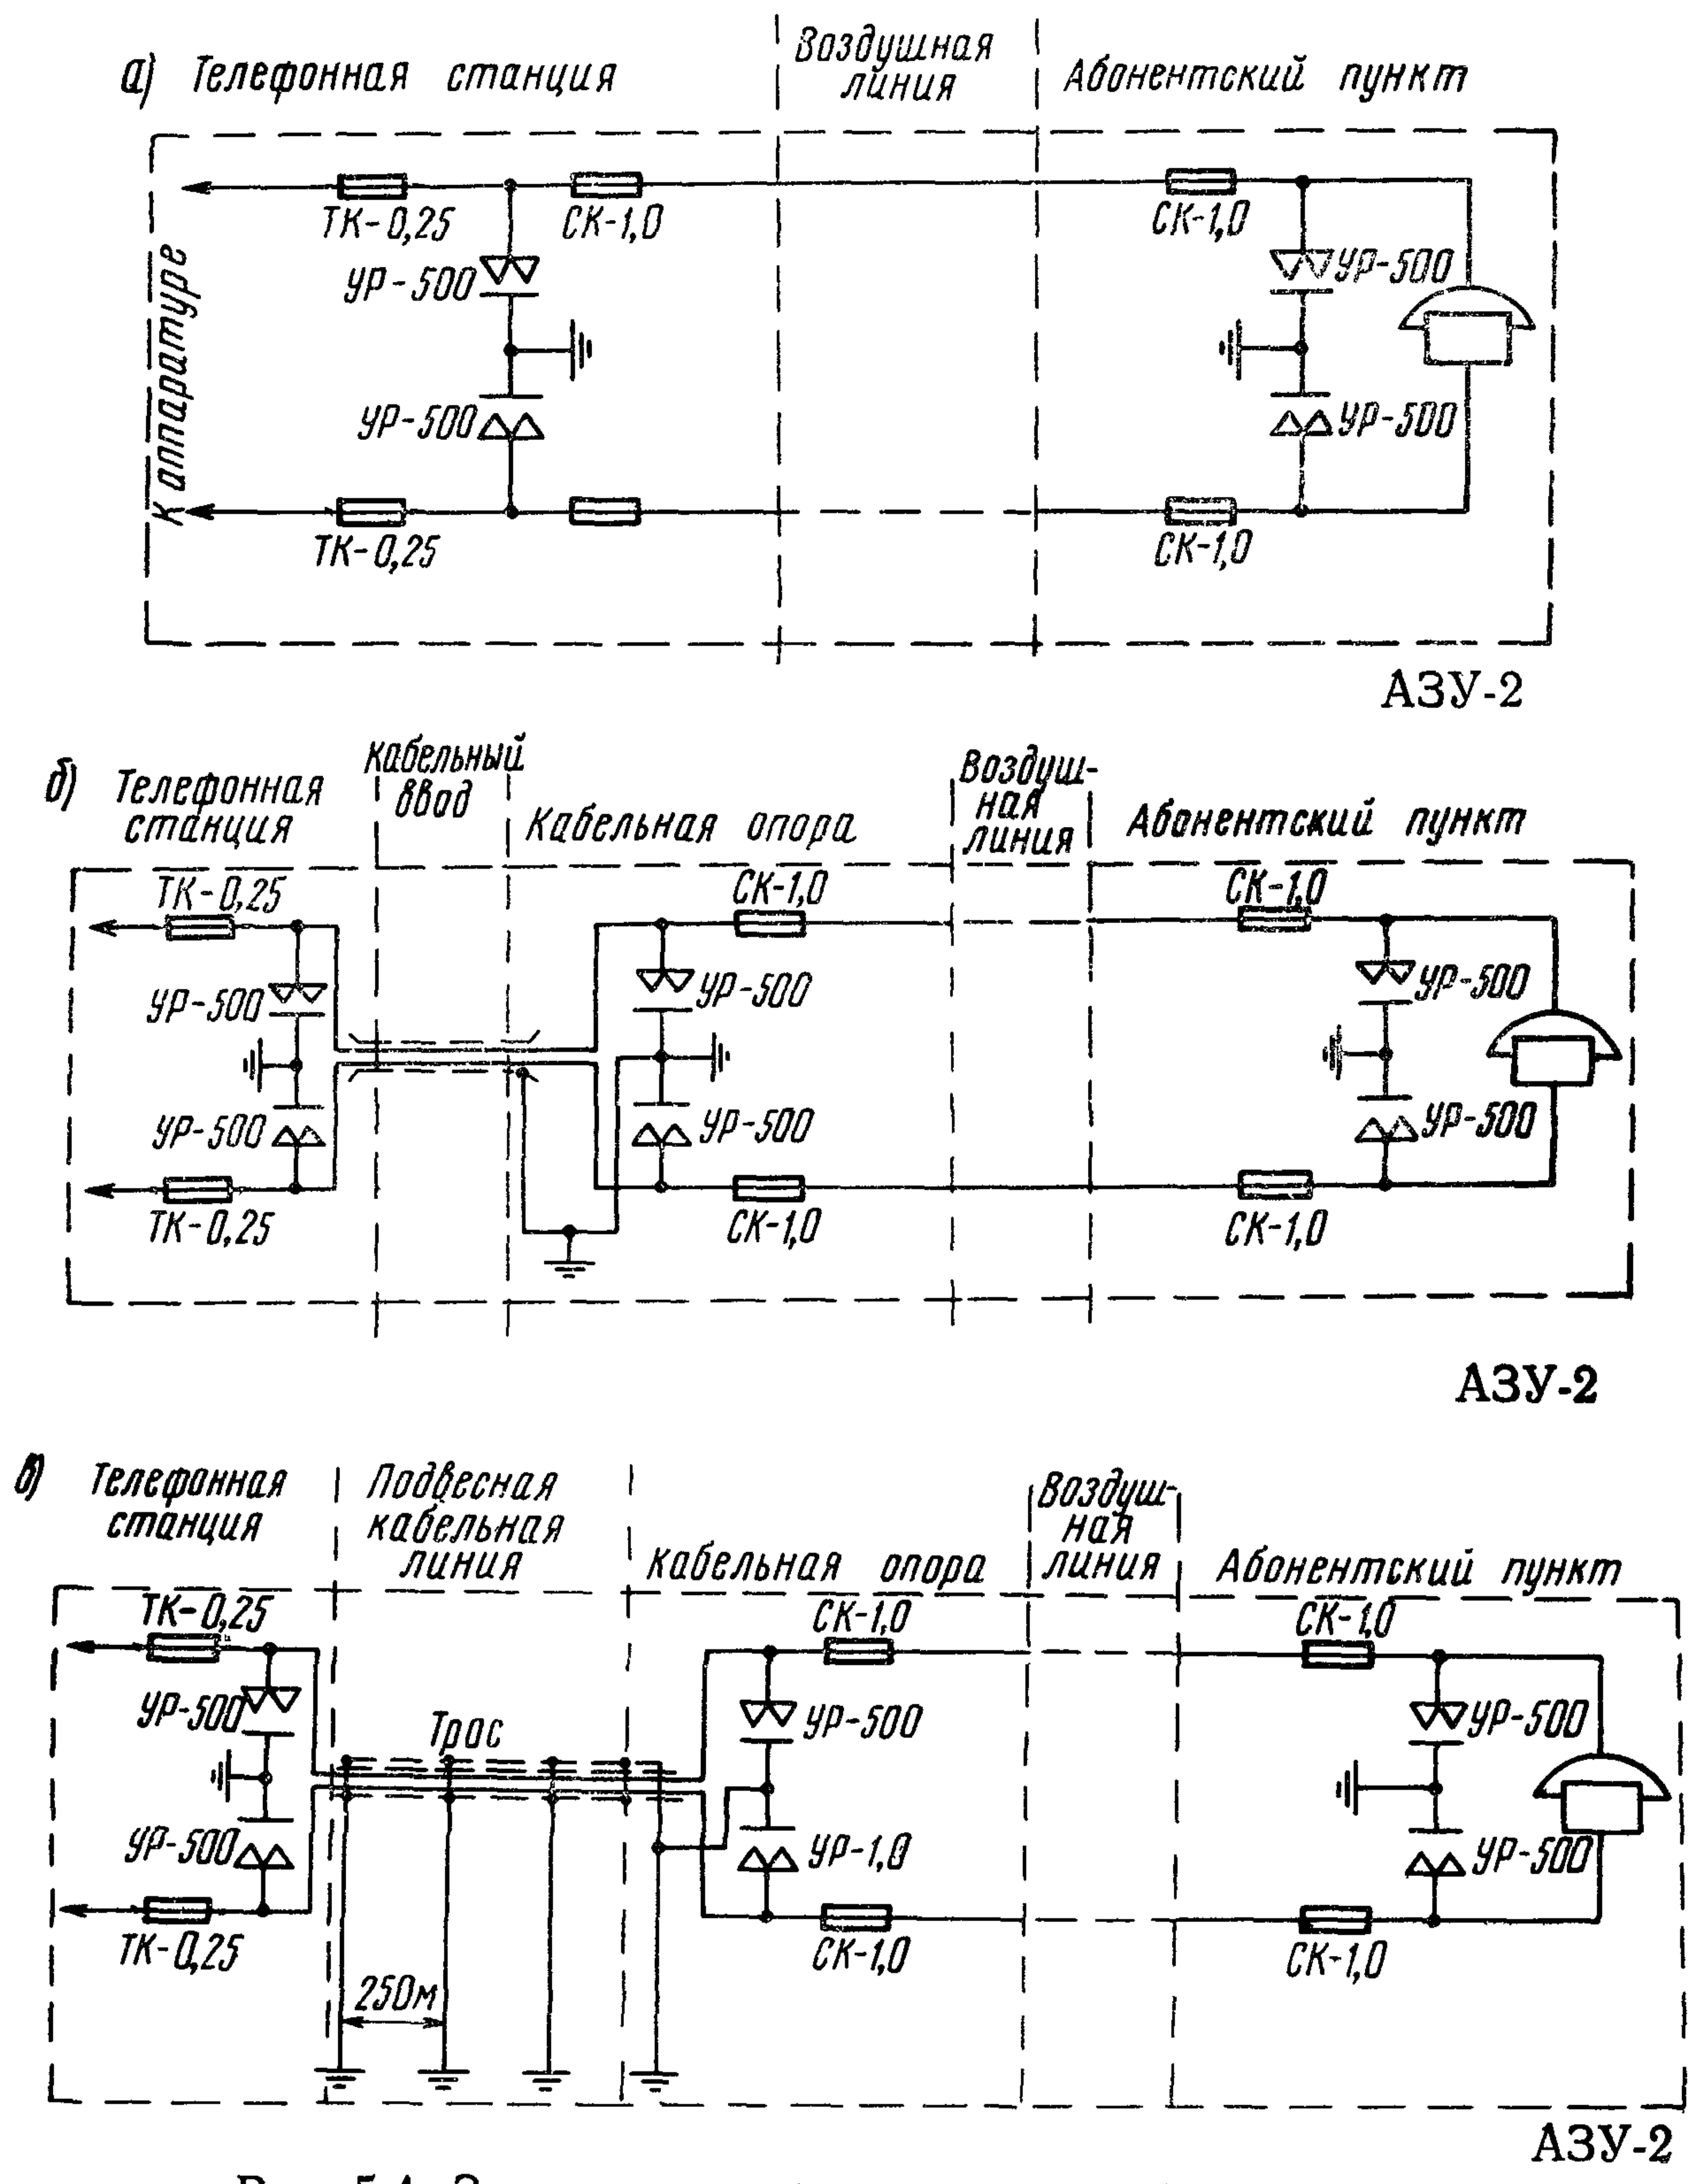 а) Телефонная станция
Воздушная
линия
Абонентский пункт
ТК-0,25
СК-1,0
СК-1,0
УР-500
УР-500
К аппаратуре
УР-500
УР-500
ТК-0,25
СК-1,0
АЗУ-2
б) Телефонная
станция
Кабельный
ввод
Кабельная опора
Воздуш-
ная
линия
Абонентский пункт
ТК-0,25
СК-1,0
СК-1,0
УР-500
УР-500
УР-500
УР-500
УР-500
УР-500
ТК-0,25
СК-1,0
СК-1,0
АЗУ-2
в) Телефонная
станция
Подвесная
кабельная
линия
Кабельная опора
Воздуш-
ная
линия
Абонентский пункт
ТК-0,25
СК-1,0
СК-1,0
УР-500
Трос
УР-500
УР-500
УР-500
УР-1,0
УР-500
ТК-0,25
СК-1,0
СК-1,0
250м
АЗУ-2